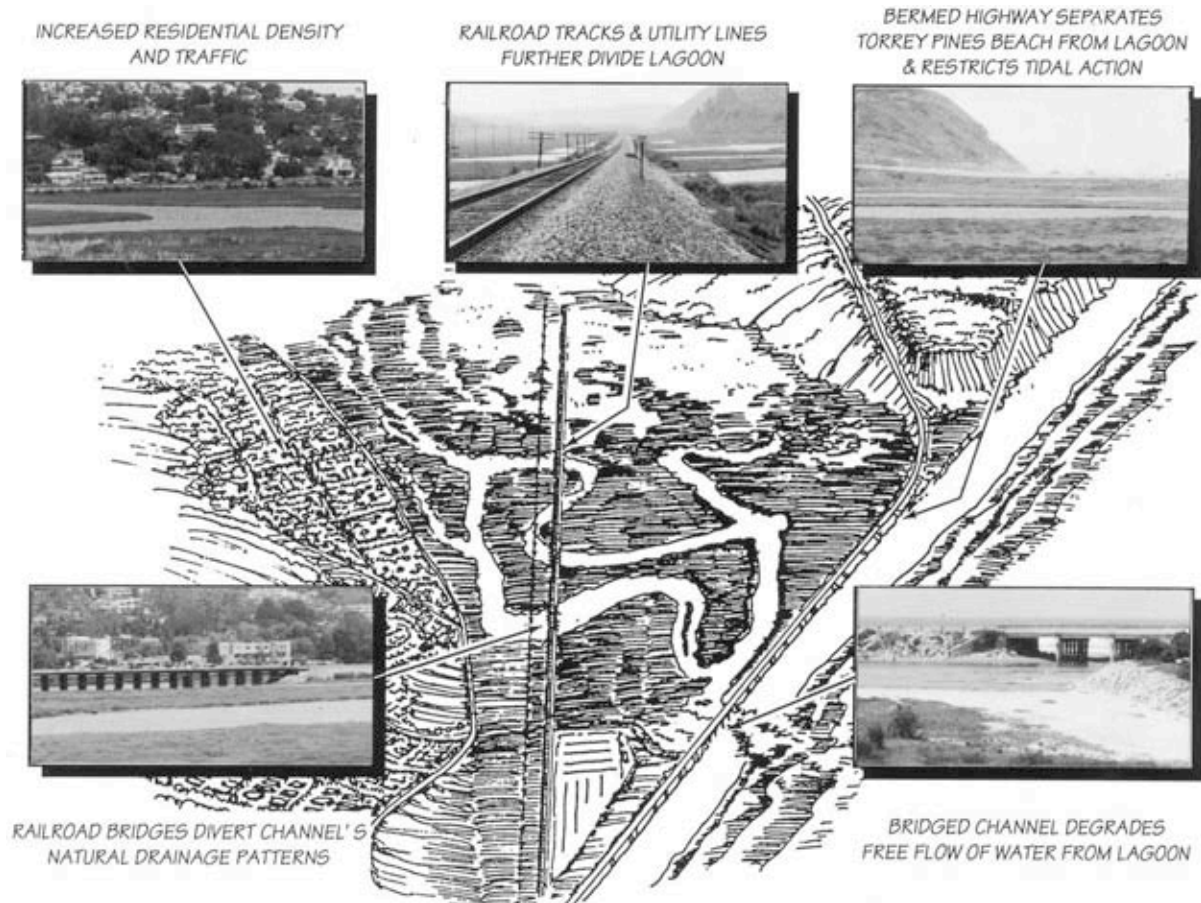 INCREASED RESIDENTIAL DENSITY
AND TRAFFIC
RAILROAD TRACKS & UTILITY LINES
FURTHER DIVIDE LAGOON
BERMED HIGHWAY SEPARATES
TORREY PINES BEACH FROM LAGOON
& RESTRICTS TIDAL ACTION
RAILROAD BRIDGES DIVERT CHANNEL'S
NATURAL DRAINAGE PATTERNS
BRIDGED CHANNEL DEGRADES
FREE FLOW OF WATER FROM LAGOON